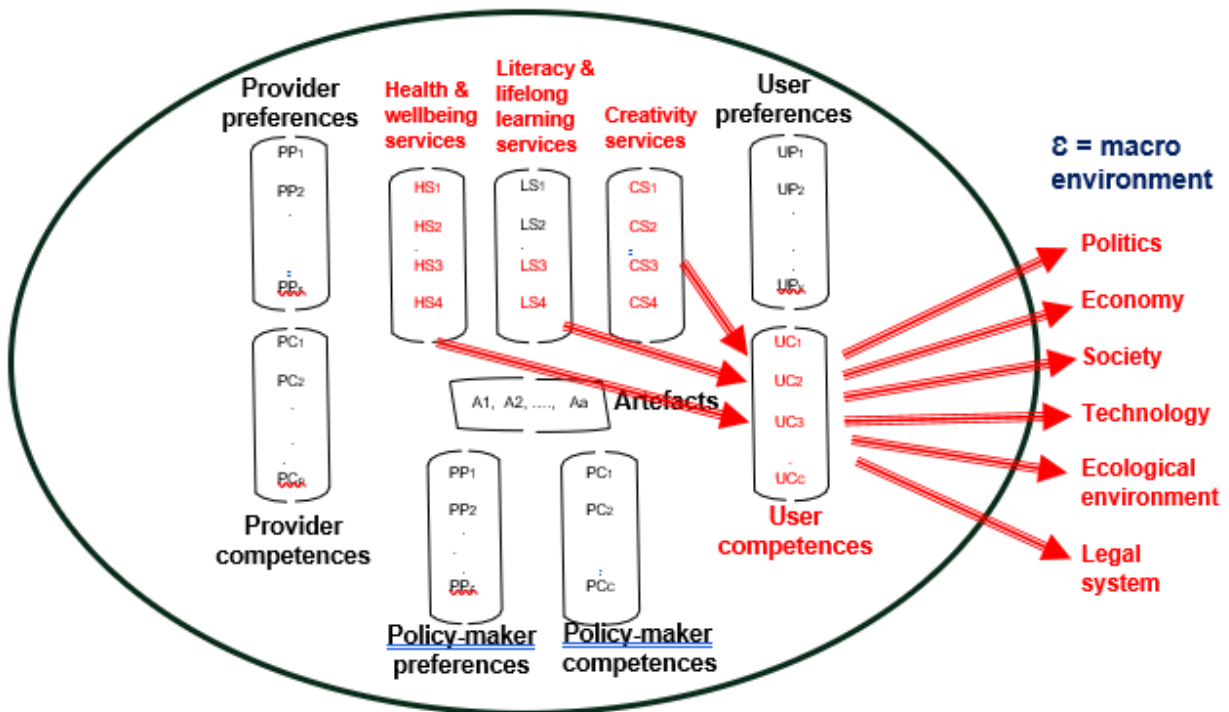 Provider
preferences
PP1
PP2
PPx
Health &
wellbeing
services
HS1
HS2
HS3
HS4
Literacy &
lifelong
learning
services
LS1
LS2
LS3
LS4
Creativity
services
CS1
CS2
CS3
CS4
User
preferences
UP1
UP2
UPx
PC1
PC2
Provider
competences
A1, A2, ...., Aa
Artefacts
PP1
PP2
Policy-maker
preferences
PC1
PC2
PCC
Policy-maker
competences
UC1
UC2
UC3
UCC
User
competences
Ɛ = macro
environment
Politics
Economy
Society
Technology
Ecological
environment
Legal
system